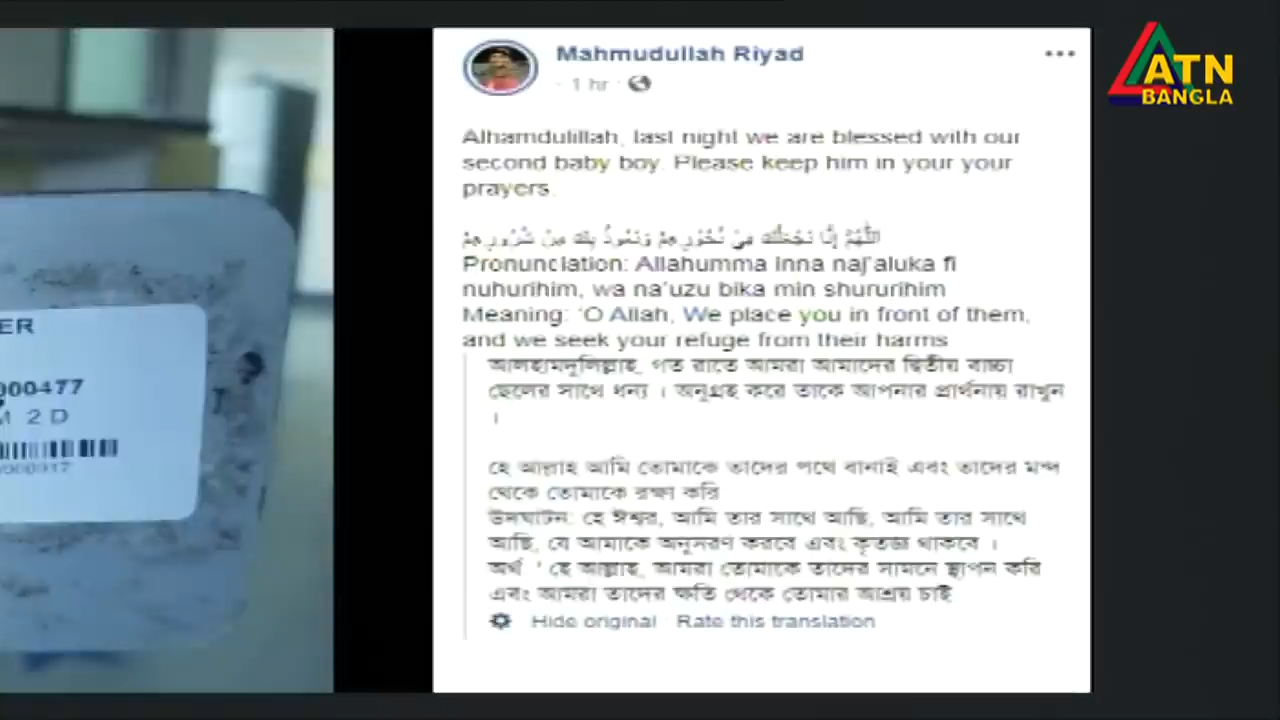 ATN
BANGLA
ER
000477
M 2 D
Mahmudullah Riyad
1 hr
Alhamdulillah, last night we are blessed with our
second baby boy. Please keep him in your your
prayers.
اللَّهُمَّ إِنَّا نَجْعَلُكَ فِي نُحُورِهِمْ وَنَعُوذُ بِكَ مِنْ شُرُورِهِمْ
Pronunciation: Allahumma inna naj'aluka fi
nuhurihim, wa na'uzu bika min shururihim
Meaning: 'O Allah, We place you in front of them,
and we seek your refuge from their harms
আলহামদুলিল্লাহ, গত রাতে আমরা আমাদের দ্বিতীয় বাচ্চা
ছেলের সাথে ধন্য । অনুগ্রহ করে তাকে আপনার প্রার্থনায় রাখুন
।
হে আল্লাহ আমি তোমাকে তাদের পথে বানাই এবং তাদের মন্দ
থেকে তোমাকে রক্ষা করি
উদঘাটন: হে ঈশ্বর, আমি তার সাথে আছি, আমি তার সাথে
আছি, যে আমাকে অনুসরণ করবে এবং কৃতজ্ঞ থাকবে ।
অর্থ ' হে আল্লাহ, আমরা তোমাকে তাদের সামনে স্থাপন করি
এবং আমরা তাদের ক্ষতি থেকে তোমার আশ্রয় চাই
Hide original · Rate this translation